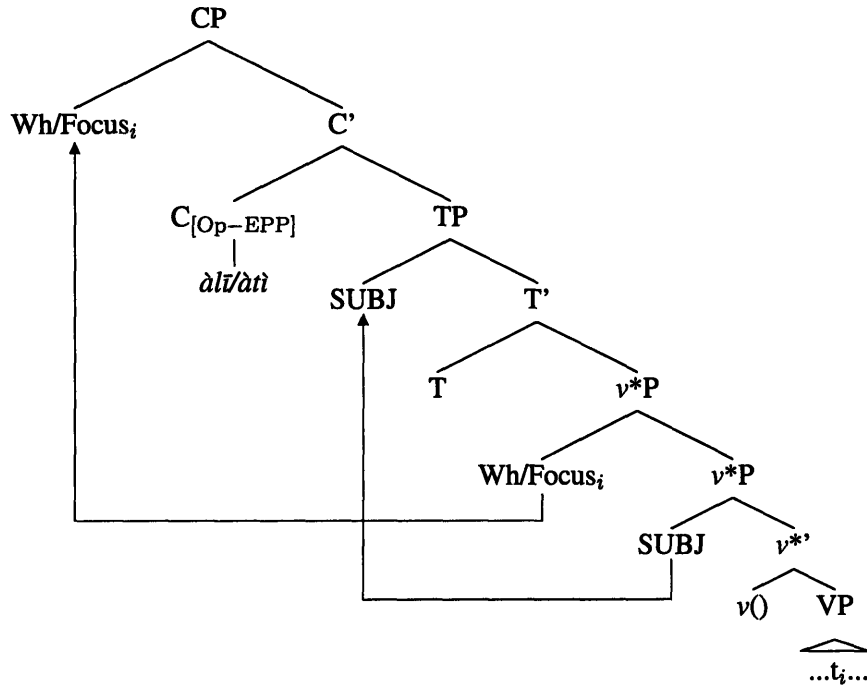 CP
Wh/Focusi C’
C[Op−EPP] TP
àlī/àtì
SUBJ T’
T v*P
Wh/Focusi v*P
SUBJ v*’
v() VP
...ti...